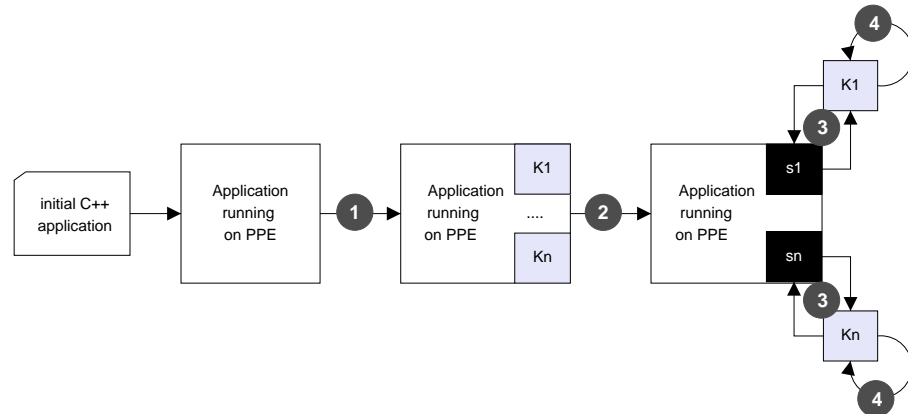 initial C++
application
Application
running
on PPE
1
Application
running
on PPE
K1
....
Kn
2
Application
running
on PPE
s1
sn
3
K1
4
3
Kn
4